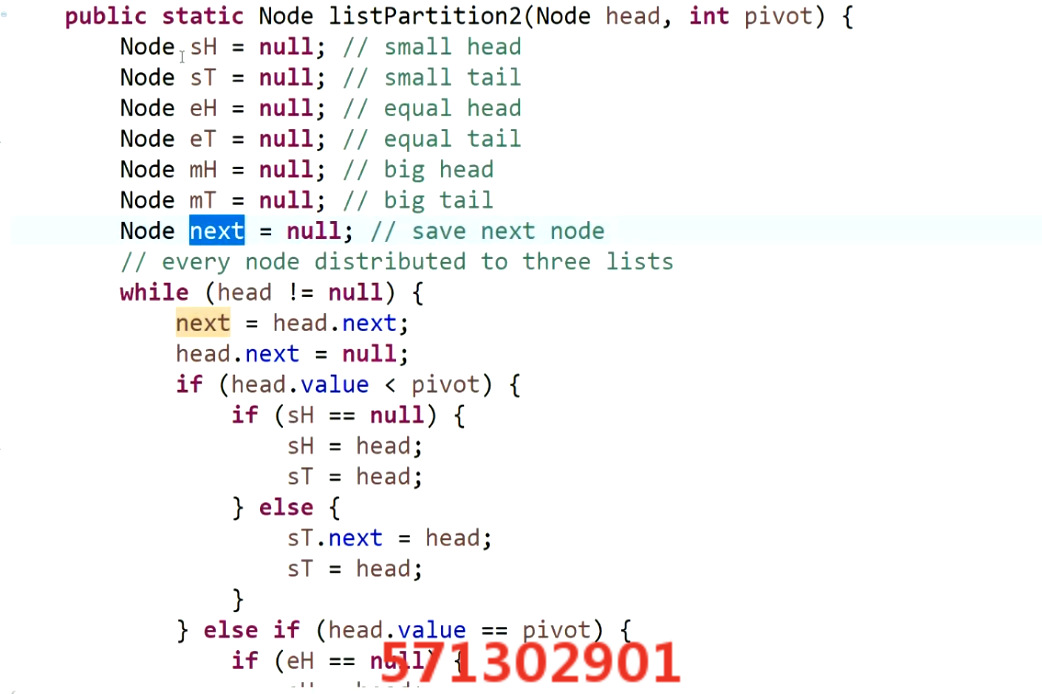 public static Node listPartition2(Node head, int pivot) {
Node sH = null; // small head
Node sT = null; // small tail
Node eH = null; // equal head
Node eT = null; // equal tail
Node mH = null; // big head
Node mT = null; // big tail
Node next = null; // save next node
// every node distributed to three lists
while (head != null) {
next = head.next;
head.next = null;
if (head.value < pivot) {
if (sH == null) {
sH = head;
sT = head;
} else {
sT.next = head;
sT = head;
}
} else if (head.value == pivot) {
if (eH == null) {
571302901